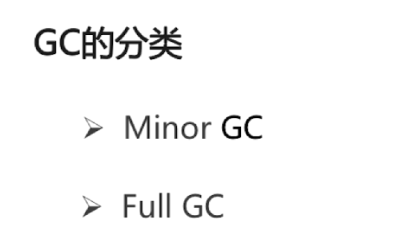 GC的分类
➢ Minor GC
➢ Full GC